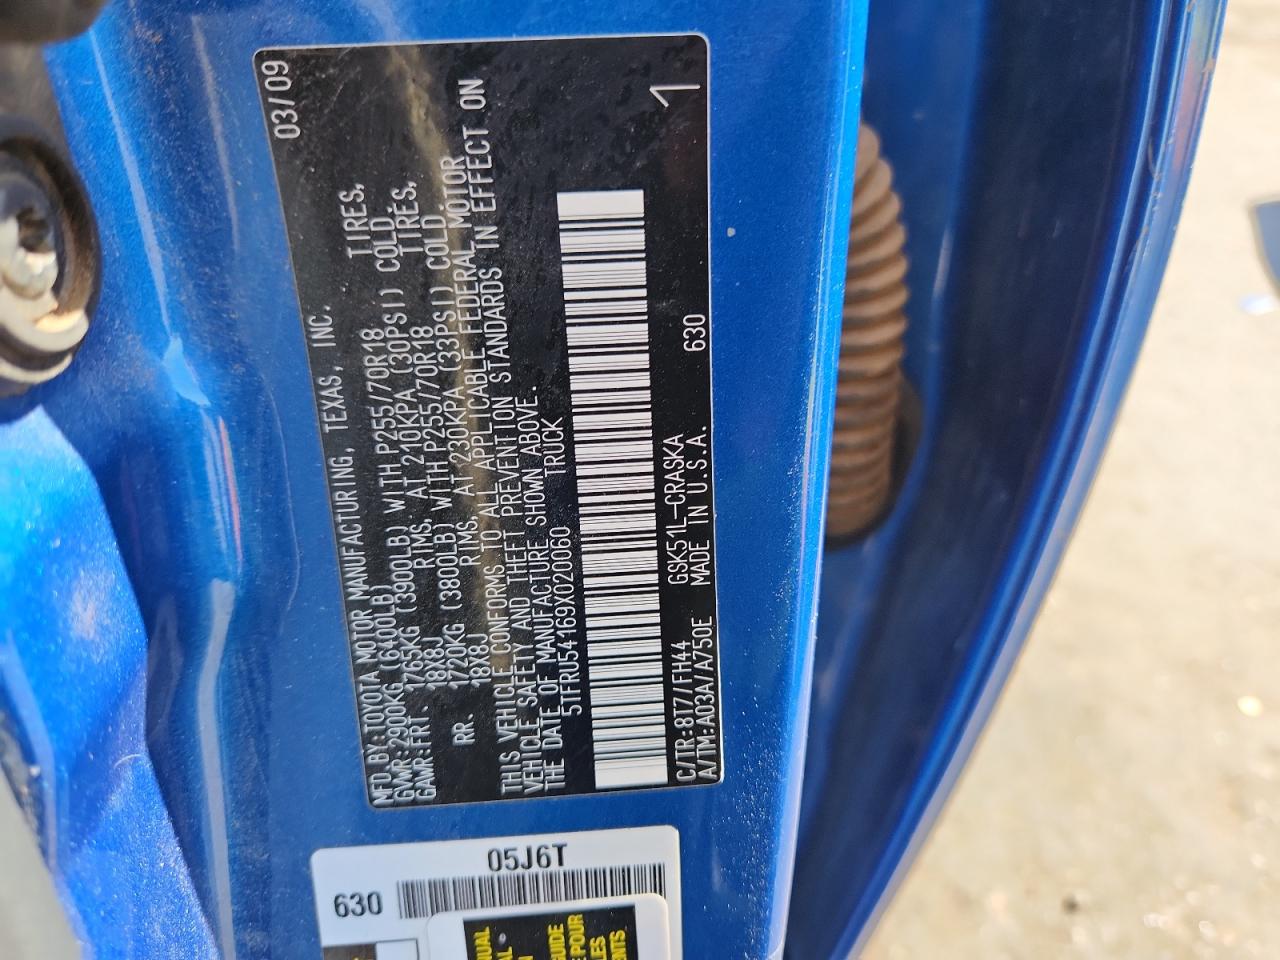 03/09
MFD. BY: TOYOTA MOTOR MANUFACTURING, TEXAS, INC.
GVWR: 2900KG (6400LB)
GAWR: FRT. 1765KG (3900LB) WITH P255/70R18 TIRES,
18X8J RIMS, AT 210KPA (30PSI) COLD.
RR. 1720KG (3800LB) WITH P255/70R18 TIRES,
18X8J RIMS, AT 230KPA (33PSI) COLD.
THIS VEHICLE CONFORMS TO ALL APPLICABLE FEDERAL MOTOR
VEHICLE SAFETY AND THEFT PREVENTION STANDARDS IN EFFECT ON
THE DATE OF MANUFACTURE SHOWN ABOVE.
5TFRU54169X020060 TRUCK
1
C/TR:8T7/FH44 GSK51L-CRASKA 630
A/TM:A03A/A750E MADE IN U.S.A.
05J6T
630
GUIDE
POUR